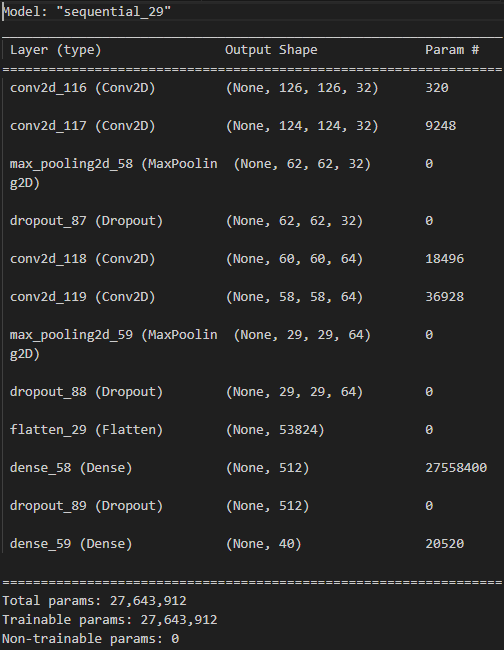 Model: "sequential_29"
_________________________________________________________________
Layer (type) Output Shape Param #
=================================================================
conv2d_116 (Conv2D) (None, 126, 126, 32) 320
conv2d_117 (Conv2D) (None, 124, 124, 32) 9248
max_pooling2d_58 (MaxPoolin (None, 62, 62, 32) 0
g2D)
dropout_87 (Dropout) (None, 62, 62, 32) 0
conv2d_118 (Conv2D) (None, 60, 60, 64) 18496
conv2d_119 (Conv2D) (None, 58, 58, 64) 36928
max_pooling2d_59 (MaxPoolin (None, 29, 29, 64) 0
g2D)
dropout_88 (Dropout) (None, 29, 29, 64) 0
flatten_29 (Flatten) (None, 53824) 0
dense_58 (Dense) (None, 512) 27558400
dropout_89 (Dropout) (None, 512) 0
dense_59 (Dense) (None, 40) 20520
=================================================================
Total params: 27,643,912
Trainable params: 27,643,912
Non-trainable params: 0